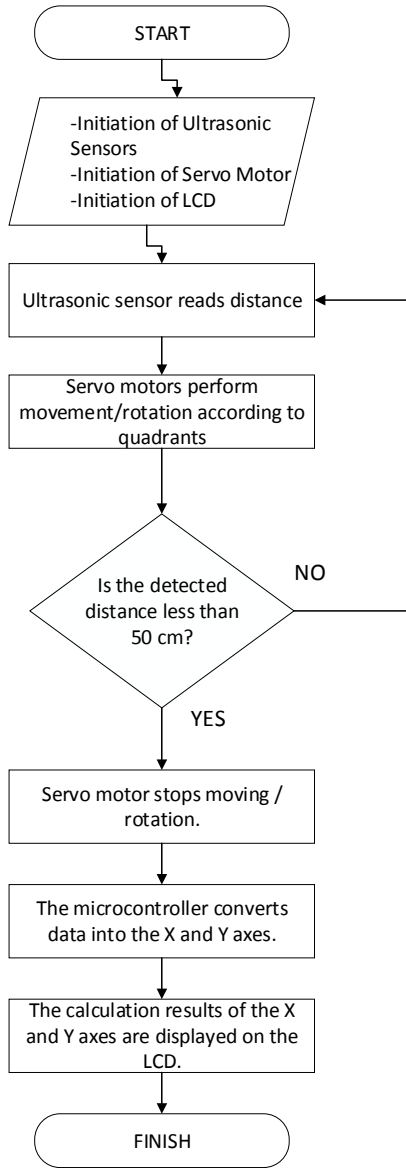 START
-Initiation of Ultrasonic
Sensors
-Initiation of Servo Motor
-Initiation of LCD
Ultrasonic sensor reads distance
Servo motors perform
movement/rotation according to
quadrants
Is the detected
distance less than
50 cm?
NO
YES
Servo motor stops moving /
rotation.
The microcontroller converts
data into the X and Y axes.
The calculation results of the X
and Y axes are displayed on the
LCD.
FINISH